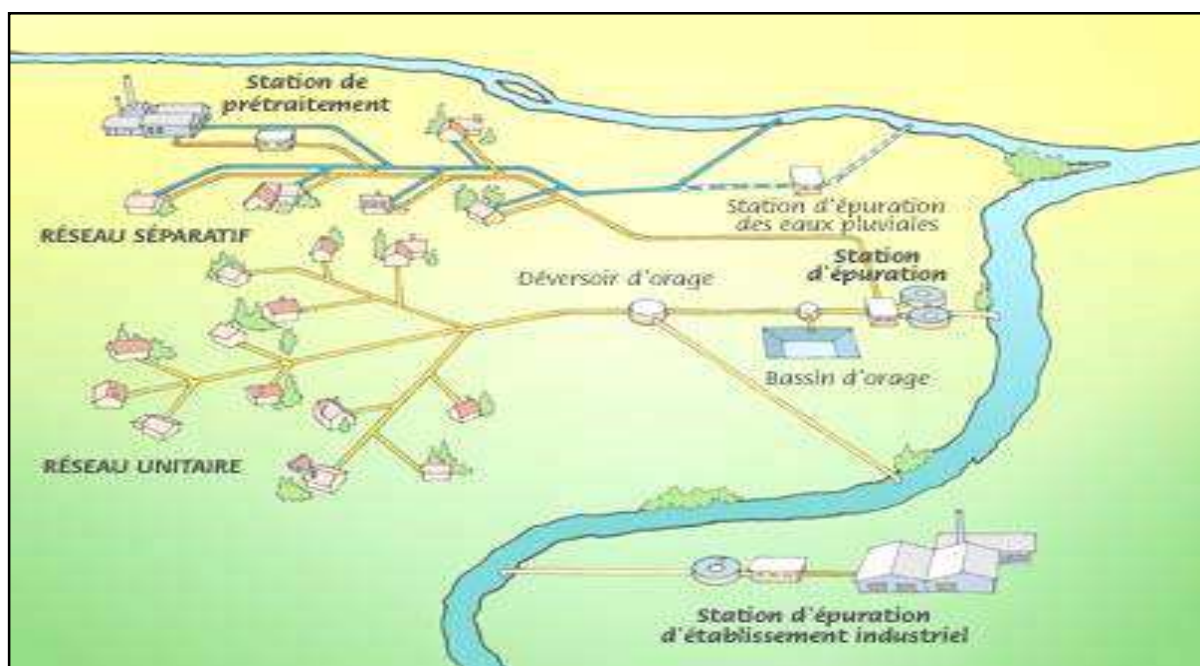 Station de
prétraitement
Station d'épuration
des eaux pluviales
RÉSEAU SÉPARATIF
Station
d'épuration
Déversoir d'orage
Bassin d'orage
RÉSEAU UNITAIRE
Station d'épuration
d'établissement industriel